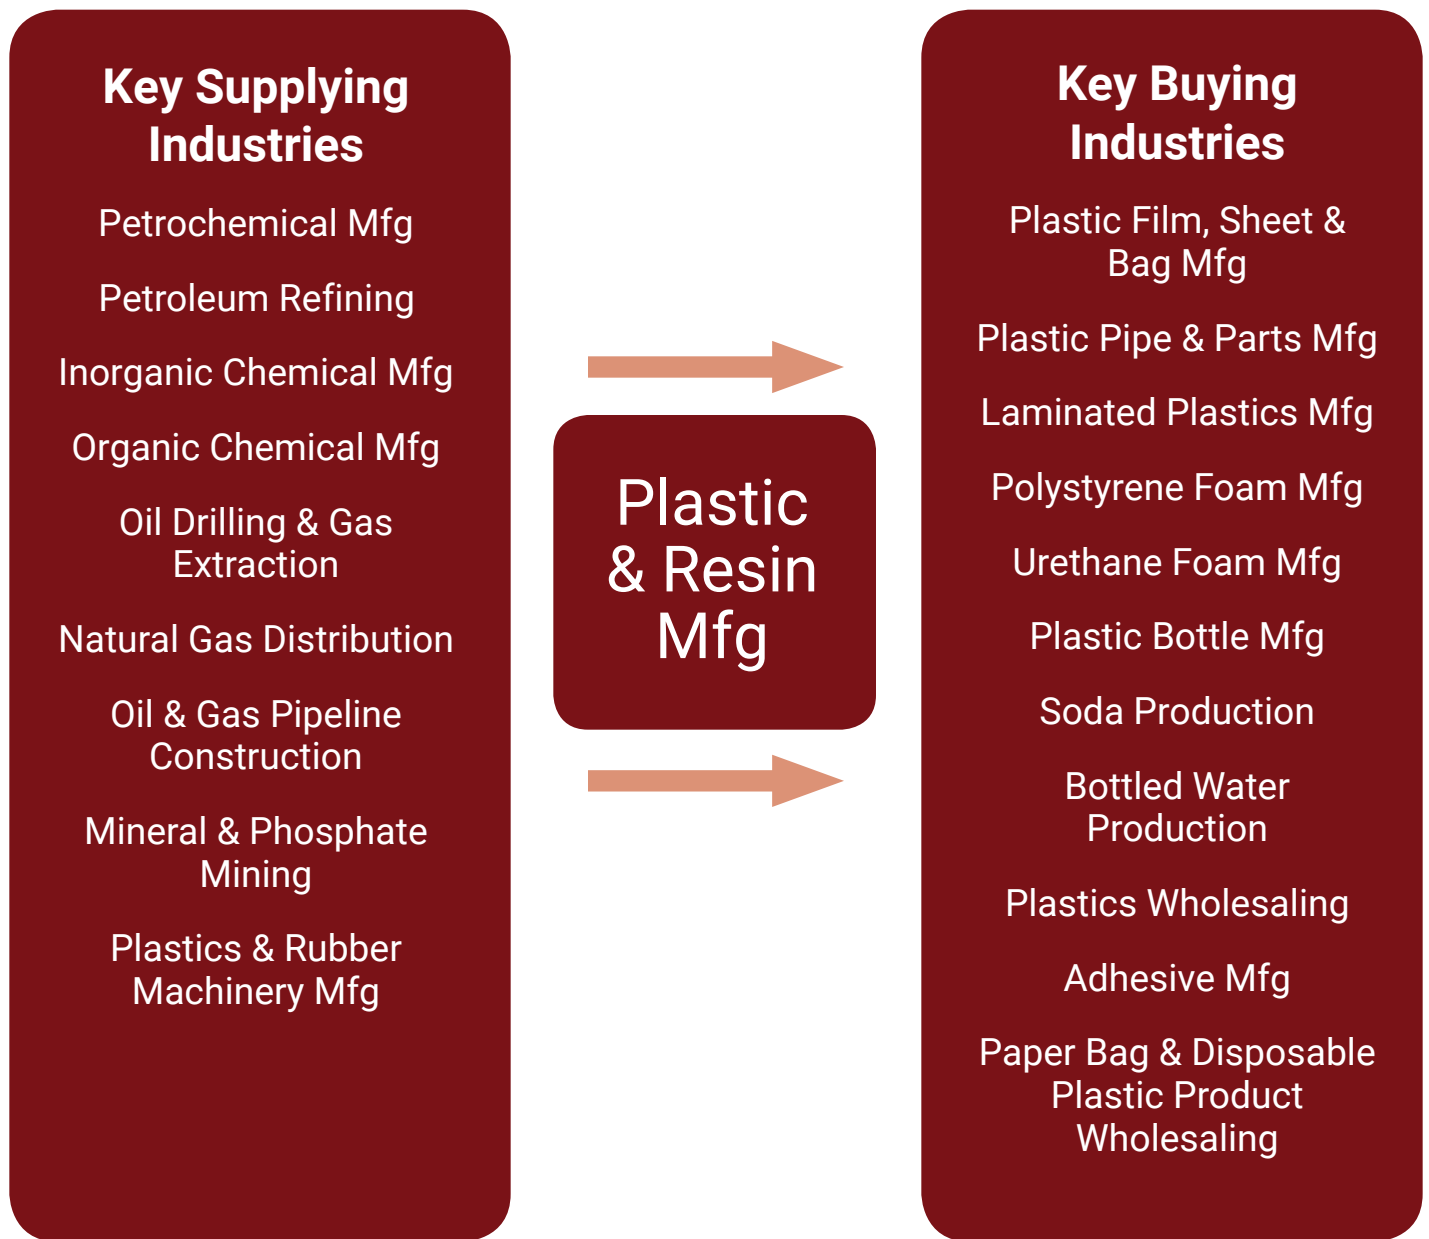 Key Supplying
Industries
Petrochemical Mfg
Petroleum Refining
Inorganic Chemical Mfg
Organic Chemical Mfg
Oil Drilling & Gas
Extraction
Natural Gas Distribution
Oil & Gas Pipeline
Construction
Mineral & Phosphate
Mining
Plastics & Rubber
Machinery Mfg
Plastic
& Resin
Mfg
Key Buying
Industries
Plastic Film, Sheet &
Bag Mfg
Plastic Pipe & Parts Mfg
Laminated Plastics Mfg
Polystyrene Foam Mfg
Urethane Foam Mfg
Plastic Bottle Mfg
Soda Production
Bottled Water
Production
Plastics Wholesaling
Adhesive Mfg
Paper Bag & Disposable
Plastic Product
Wholesaling